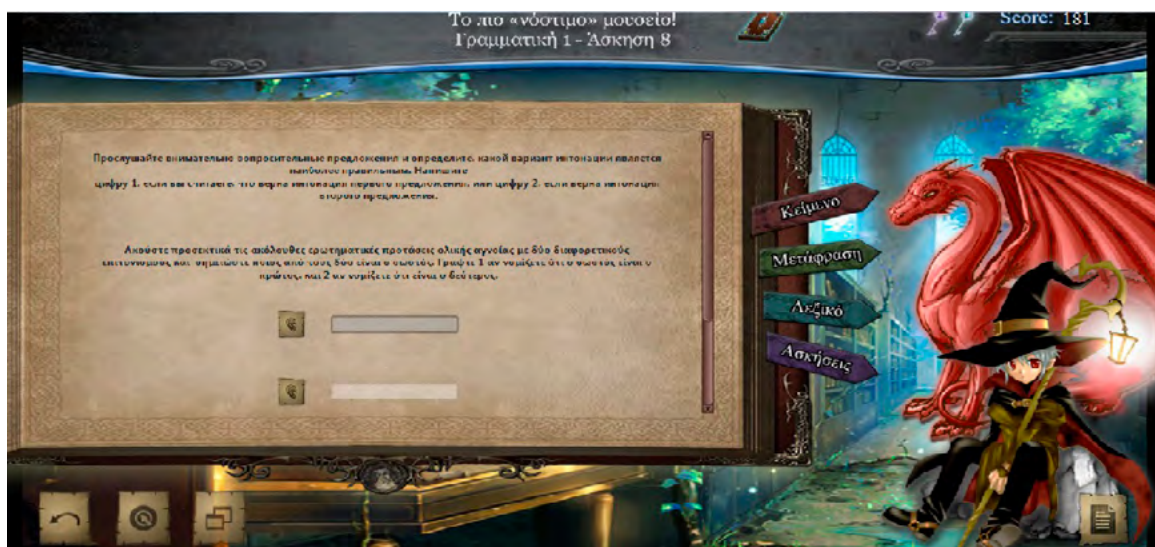 Το πιο «νόστιμο» μουσείο!
Γραμματική 1 - Άσκηση 8
Score: 181
Прослушайте внимательно вопросительные предложения и определите, какой вариант интонации является
наиболее правильным. Напишите
цифру 1, если вы считаете, что верна интонация первого предложения, или цифру 2, если верна интонация
второго предложения.
Ακούστε προσεκτικά τις ακόλουθες ερωτηματικές προτάσεις ολικής αγνοίας με δύο διαφορετικούς
επιτονισμούς και σημειώστε ποιος από τους δύο είναι ο σωστός. Γράψτε 1 αν νομίζετε ότι ο σωστός είναι ο
πρώτος, και 2 αν νομίζετε ότι είναι ο δεύτερος.
Κείμενο
Μετάφραση
Λεξικό
Ασκήσεις